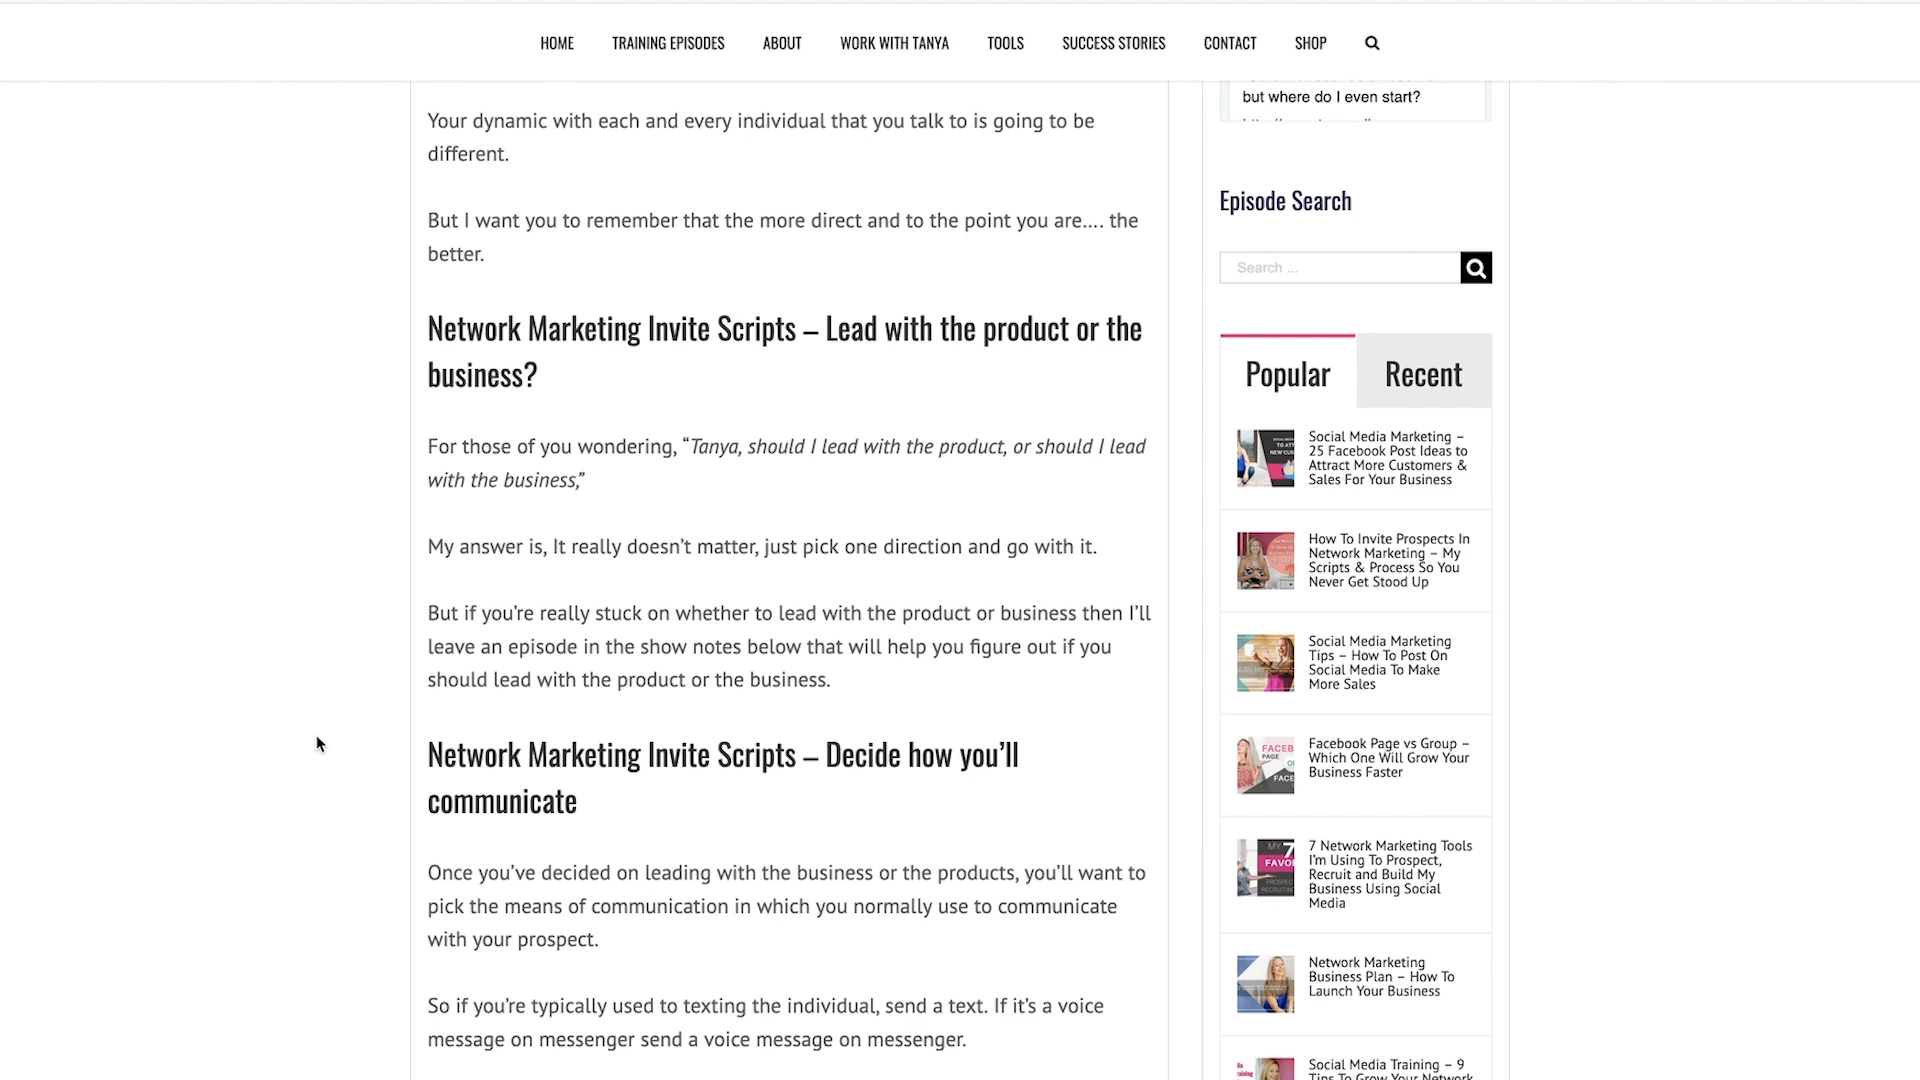 HOME TRAINING EPISODES ABOUT WORK WITH TANYA TOOLS SUCCESS STORIES CONTACT SHOP
Your dynamic with each and every individual that you talk to is going to be
different.
But I want you to remember that the more direct and to the point you are…. the
better.
Network Marketing Invite Scripts – Lead with the product or the
business?
For those of you wondering, “Tanya, should I lead with the product, or should I lead
with the business,”
My answer is, It really doesn’t matter, just pick one direction and go with it.
But if you’re really stuck on whether to lead with the product or business then I’ll
leave an episode in the show notes below that will help you figure out if you
should lead with the product or the business.
Network Marketing Invite Scripts – Decide how you’ll
communicate
Once you’ve decided on leading with the business or the products, you’ll want to
pick the means of communication in which you normally use to communicate
with your prospect.
So if you’re typically used to texting the individual, send a text. If it’s a voice
message on messenger send a voice message on messenger.
but where do I even start?
Episode Search
Search ...
Popular Recent
Social Media Marketing –
25 Facebook Post Ideas to
Attract More Customers &
Sales For Your Business
How To Invite Prospects In
Network Marketing – My
Scripts & Process So You
Never Get Stood Up
Social Media Marketing
Tips – How To Post On
Social Media To Make
More Sales
FACEB
PAGE
FACE
Facebook Page vs Group –
Which One Will Grow Your
Business Faster
MY 7
FAVO
PROSPEC
RECRUITIN
7 Network Marketing Tools
I’m Using To Prospect,
Recruit and Build My
Business Using Social
Media
Network Marketing
Business Plan – How To
Launch Your Business
Social Media Training – 9
Tips To Grow Your Network